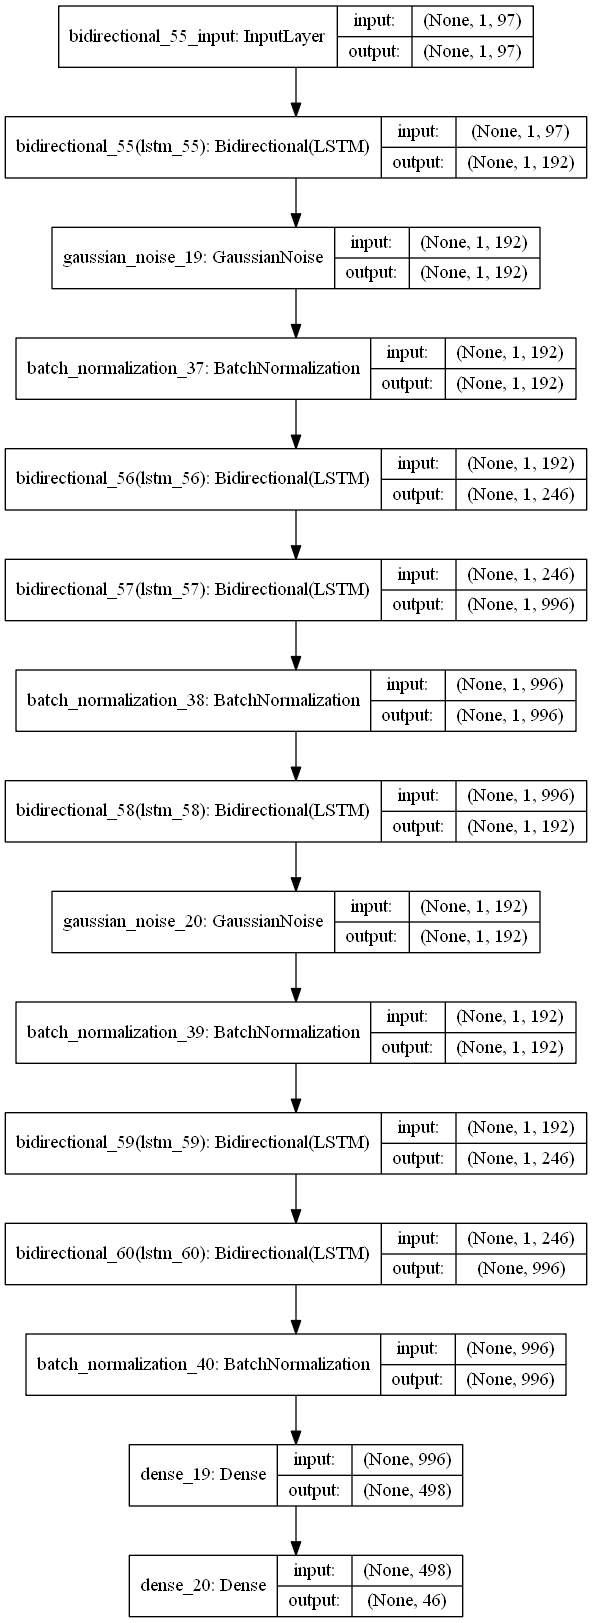 bidirectional_55_input: InputLayer
input: (None, 1, 97)
output: (None, 1, 97)
bidirectional_55(lstm_55): Bidirectional(LSTM)
input: (None, 1, 97)
output: (None, 1, 192)
gaussian_noise_19: GaussianNoise
input: (None, 1, 192)
output: (None, 1, 192)
batch_normalization_37: BatchNormalization
input: (None, 1, 192)
output: (None, 1, 192)
bidirectional_56(lstm_56): Bidirectional(LSTM)
input: (None, 1, 192)
output: (None, 1, 246)
bidirectional_57(lstm_57): Bidirectional(LSTM)
input: (None, 1, 246)
output: (None, 1, 996)
batch_normalization_38: BatchNormalization
input: (None, 1, 996)
output: (None, 1, 996)
bidirectional_58(lstm_58): Bidirectional(LSTM)
input: (None, 1, 996)
output: (None, 1, 192)
gaussian_noise_20: GaussianNoise
input: (None, 1, 192)
output: (None, 1, 192)
batch_normalization_39: BatchNormalization
input: (None, 1, 192)
output: (None, 1, 192)
bidirectional_59(lstm_59): Bidirectional(LSTM)
input: (None, 1, 192)
output: (None, 1, 246)
bidirectional_60(lstm_60): Bidirectional(LSTM)
input: (None, 1, 246)
output: (None, 996)
batch_normalization_40: BatchNormalization
input: (None, 996)
output: (None, 996)
dense_19: Dense
input: (None, 996)
output: (None, 498)
dense_20: Dense
input: (None, 498)
output: (None, 46)